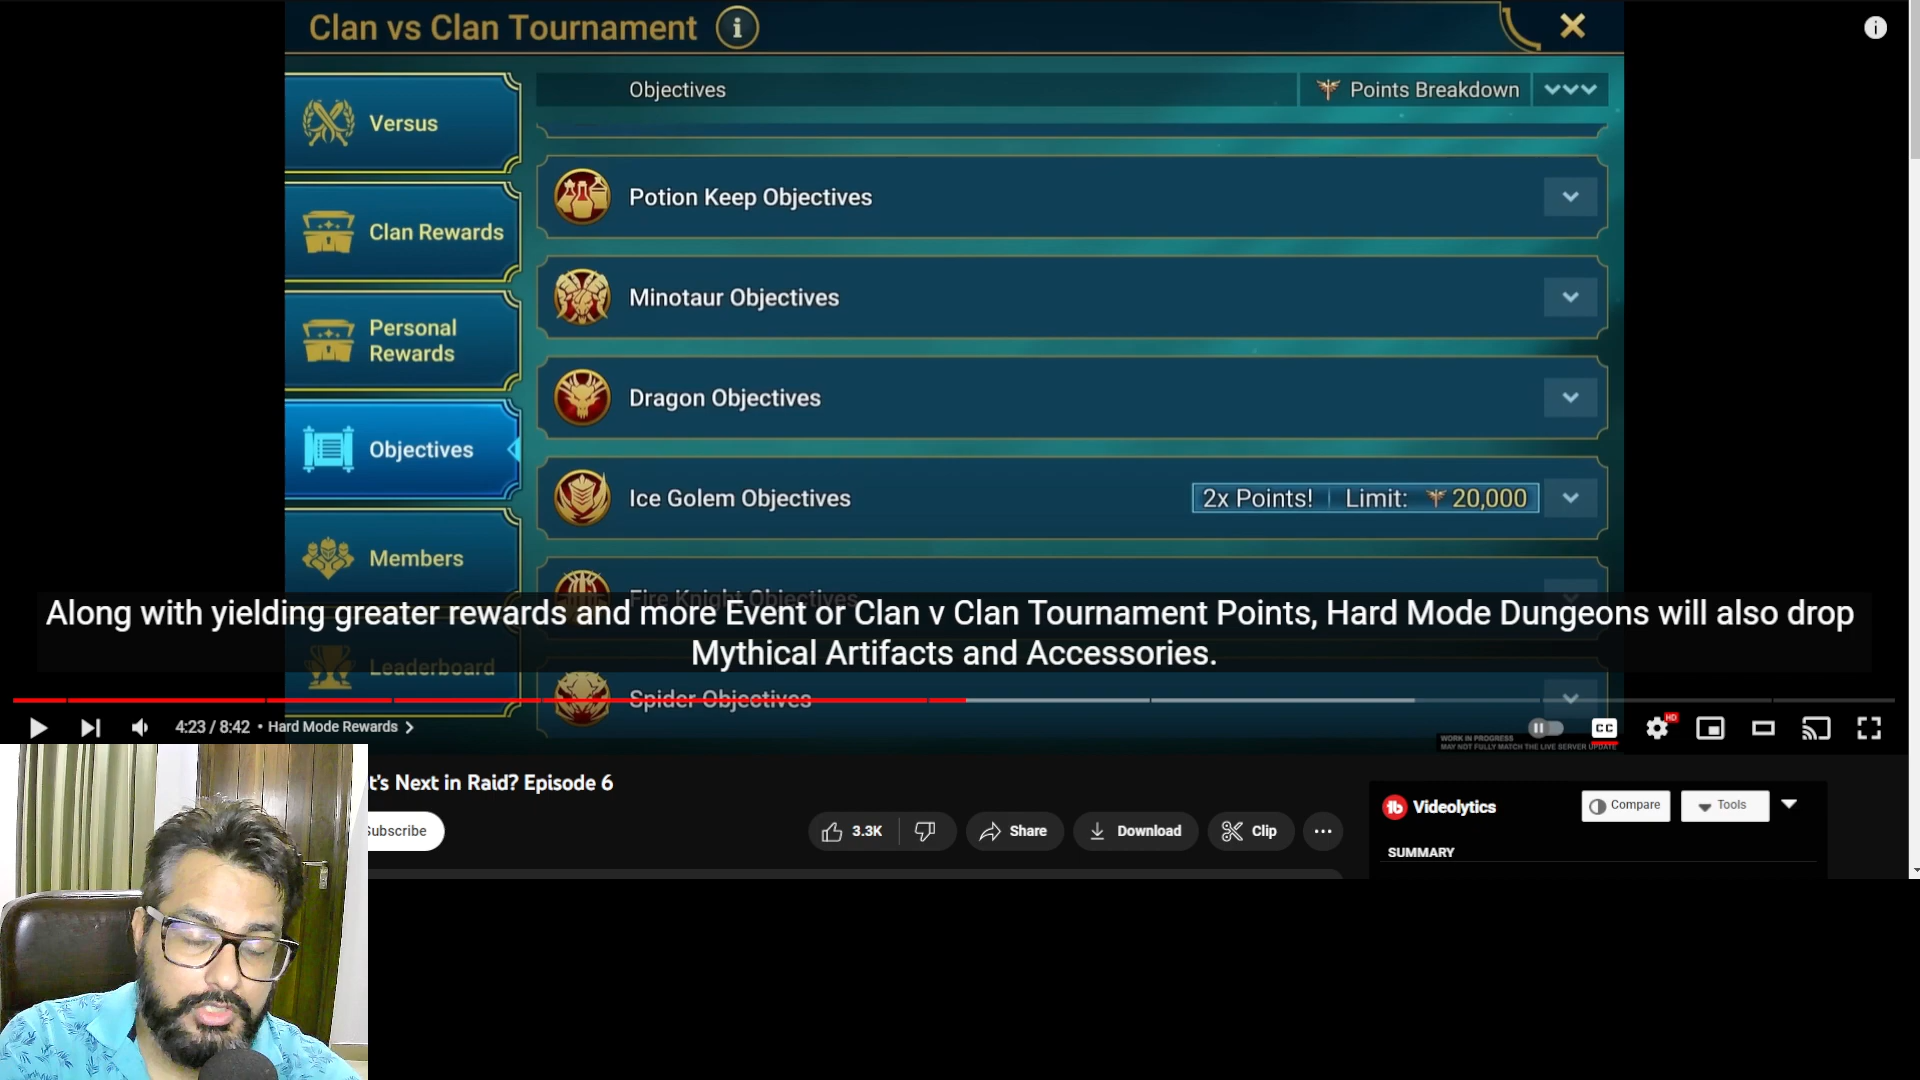 Clan vs Clan Tournament
Objectives
Points Breakdown
Versus
Potion Keep Objectives
Clan Rewards
Minotaur Objectives
Personal
Rewards
Dragon Objectives
Objectives
Ice Golem Objectives
2x Points! Limit: 20,000
Members
Fire Knight Objectives
Along with yielding greater rewards and more Event or Clan v Clan Tournament Points, Hard Mode Dungeons will also drop
Mythical Artifacts and Accessories.
Leaderboard
Spider Objectives
4:23 / 8:42 • Hard Mode Rewards
CC
HD
WORK IN PROGRESS
MAY NOT FULLY MATCH THE LIVE SERVER UPDATE
t's Next in Raid? Episode 6
ubscribe
3.3K
Share
Download
Clip
tb Videolytics
Compare
Tools
SUMMARY